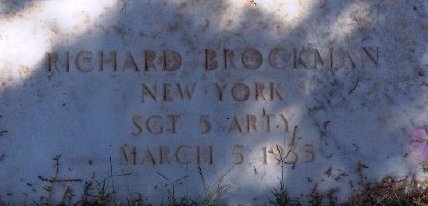 RICHARD BROCKMAN
NEW YORK
SGT 5 ARTY
MARCH 5 1935